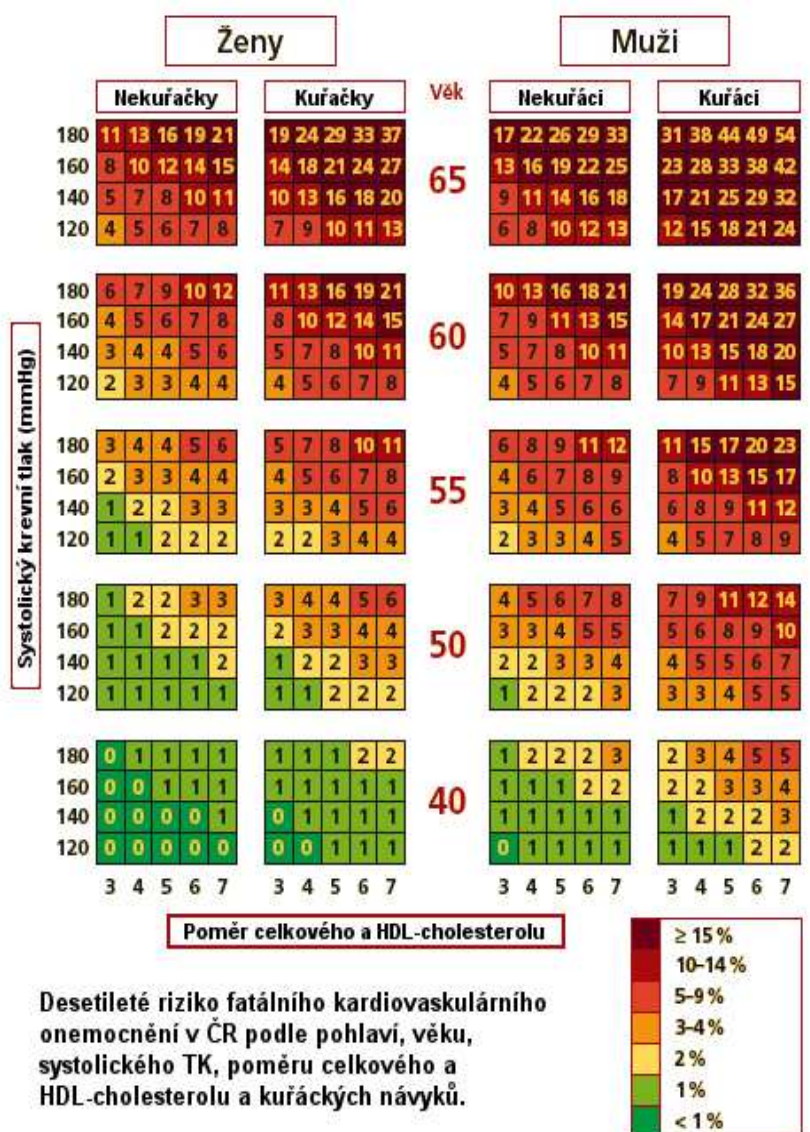 Ženy Muži
Nekuřačky Kuřačky Věk Nekuřáci Kuřáci
180 11 13 16 19 21 19 24 29 33 37 17 22 26 29 33 31 38 44 49 54
160 8 10 12 14 15 14 18 21 24 27 13 16 19 22 25 23 28 33 38 42
65
140 5 7 8 10 11 10 13 16 18 20 9 11 14 16 18 17 21 25 29 32
120 4 5 6 7 8 7 9 10 11 13 6 8 10 12 13 12 15 18 21 24
180 6 7 9 10 12 11 13 16 19 21 10 13 16 18 21 19 24 28 32 36
160 4 5 6 7 8 8 10 12 14 15 7 9 11 13 15 14 17 21 24 27
60
140 3 4 4 5 6 5 7 8 10 11 5 7 8 10 11 10 13 15 18 20
120 2 3 3 4 4 4 5 6 7 8 4 5 6 7 8 7 9 11 13 15
180 3 4 4 5 6 5 7 8 10 11 6 8 9 11 12 11 15 17 20 23
160 2 3 3 4 4 4 5 6 7 8 4 6 7 8 9 8 10 13 15 17
55
140 1 2 2 3 3 3 3 4 5 6 3 4 5 6 6 6 8 9 11 12
120 1 1 2 2 2 2 2 3 4 4 2 3 3 4 5 4 5 7 8 9
180 1 2 2 3 3 3 4 4 5 6 4 5 6 7 8 7 9 11 12 14
160 1 1 2 2 2 2 3 3 4 4 3 3 4 5 5 5 6 8 9 10
50
140 1 1 1 1 2 1 2 2 3 3 2 2 3 3 4 4 5 5 6 7
120 1 1 1 1 1 1 1 2 2 2 1 2 2 2 3 3 3 4 5 5
180 0 1 1 1 1 1 1 1 2 2 1 2 2 2 3 2 3 4 5 5
160 0 0 1 1 1 1 1 1 1 1 1 1 1 2 2 2 2 3 3 4
40
140 0 0 0 0 1 0 1 1 1 1 1 1 1 1 1 1 2 2 2 3
120 0 0 0 0 0 0 0 1 1 1 0 1 1 1 1 1 1 1 2 2
3 4 5 6 7 3 4 5 6 7 3 4 5 6 7 3 4 5 6 7
Systolický krevní tlak (mmHg)
Poměr celkového a HDL-cholesterolu
Desetileté riziko fatálního kardiovaskulárního
onemocnění v ČR podle pohlaví, věku,
systolického TK, poměru celkového a
HDL-cholesterolu a kuřáckých návyků.
≥ 15 %
10–14 %
5–9 %
3–4 %
2 %
1 %
< 1 %